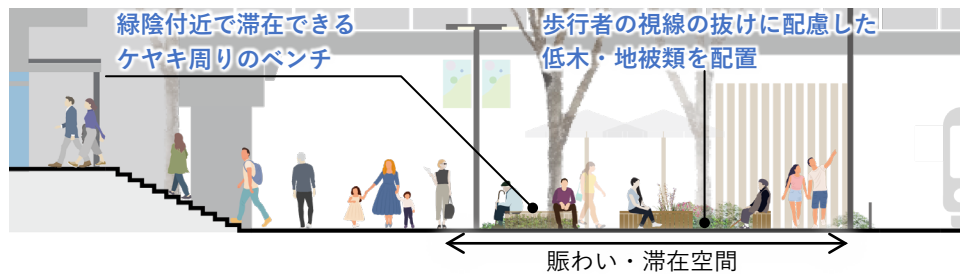 緑陰付近で滞在できる
ケヤキ周りのベンチ
歩行者の視線の抜けに配慮した
低木・地被類を配置
賑わい・滞在空間